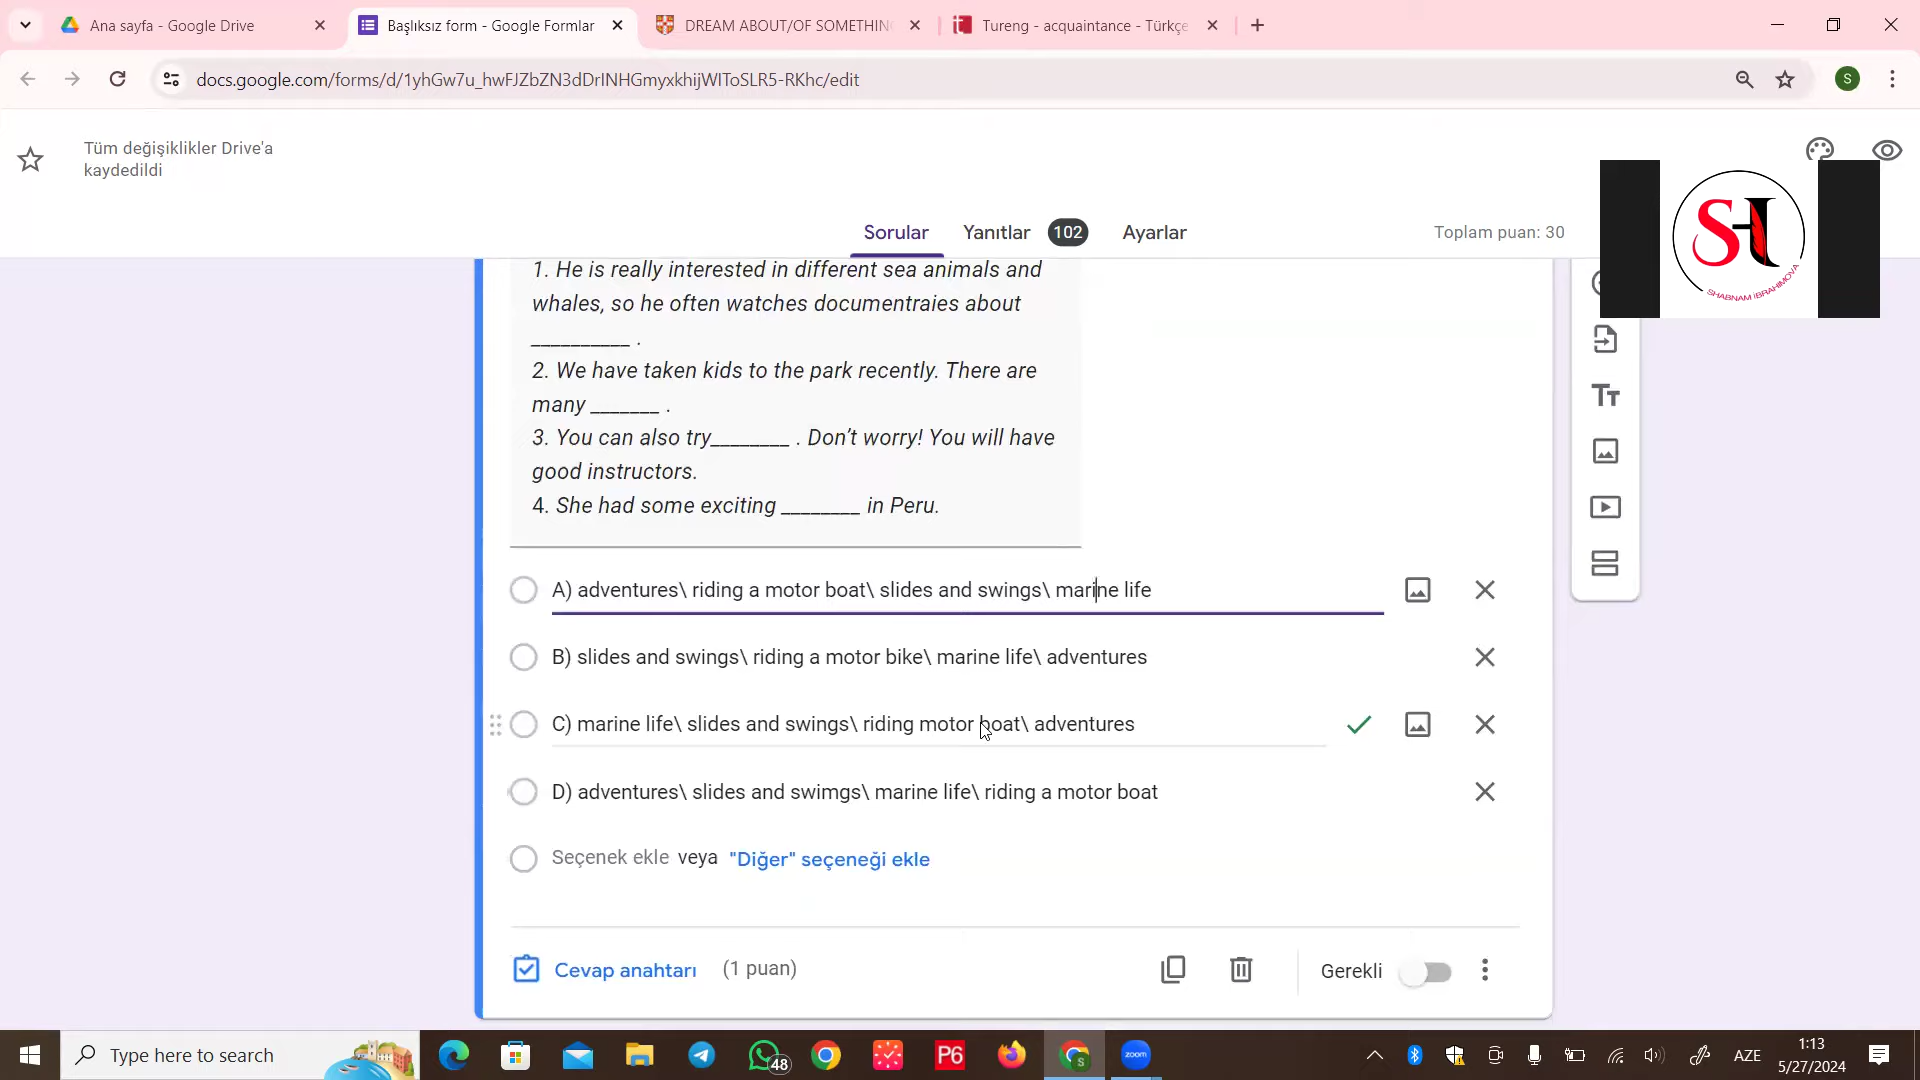 Ana sayfa - Google Drive
Başlıksız form - Google Formlar
DREAM ABOUT/OF SOMETHIN
Tureng - acquaintance - Türkçe
docs.google.com/forms/d/1yhGw7u_hwFJZbZN3dDrINHGmyxkhijWIToSLR5-RKhc/edit
S
Tüm değişiklikler Drive'a
kaydedildi
Sorular
Yanıtlar
102
Ayarlar
Toplam puan: 30
SHABNAM İBRAHIMOVA
1. He is really interested in different sea animals and
whales, so he often watches documentraies about
__________ .
2. We have taken kids to the park recently. There are
many _______ .
3. You can also try________ . Don't worry! You will have
good instructors.
4. She had some exciting ________ in Peru.
A) adventures\ riding a motor boat\ slides and swings\ marine life
B) slides and swings\ riding a motor bike\ marine life\ adventures
C) marine life\ slides and swings\ riding motor boat\ adventures
D) adventures\ slides and swimgs\ marine life\ riding a motor boat
Seçenek ekle veya "Diğer" seçeneği ekle
Cevap anahtarı
(1 puan)
Gerekli
Type here to search
48
P6
zoom
AZE
1:13
5/27/2024